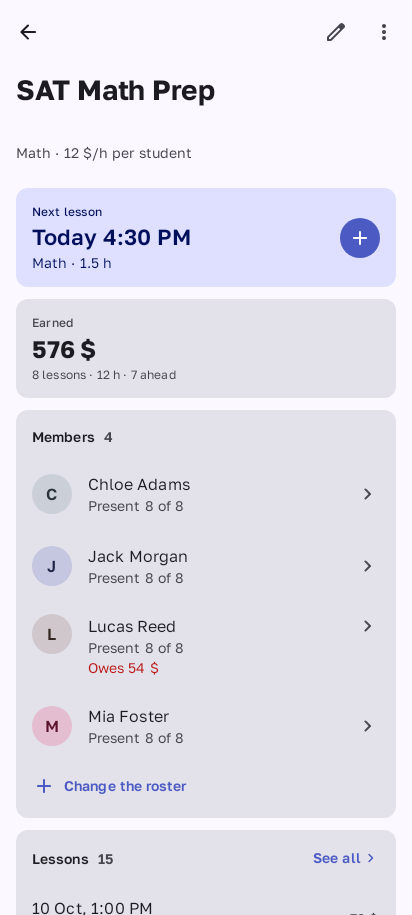 SAT Math Prep
Math · 12 $/h per student
Next lesson
Today 4:30 PM
Math · 1.5 h
Earned
576 $
8 lessons · 12 h · 7 ahead
Members 4
C
Chloe Adams
Present 8 of 8
J
Jack Morgan
Present 8 of 8
L
Lucas Reed
Present 8 of 8
Owes 54 $
M
Mia Foster
Present 8 of 8
Change the roster
Lessons 15
See all
10 Oct, 1:00 PM